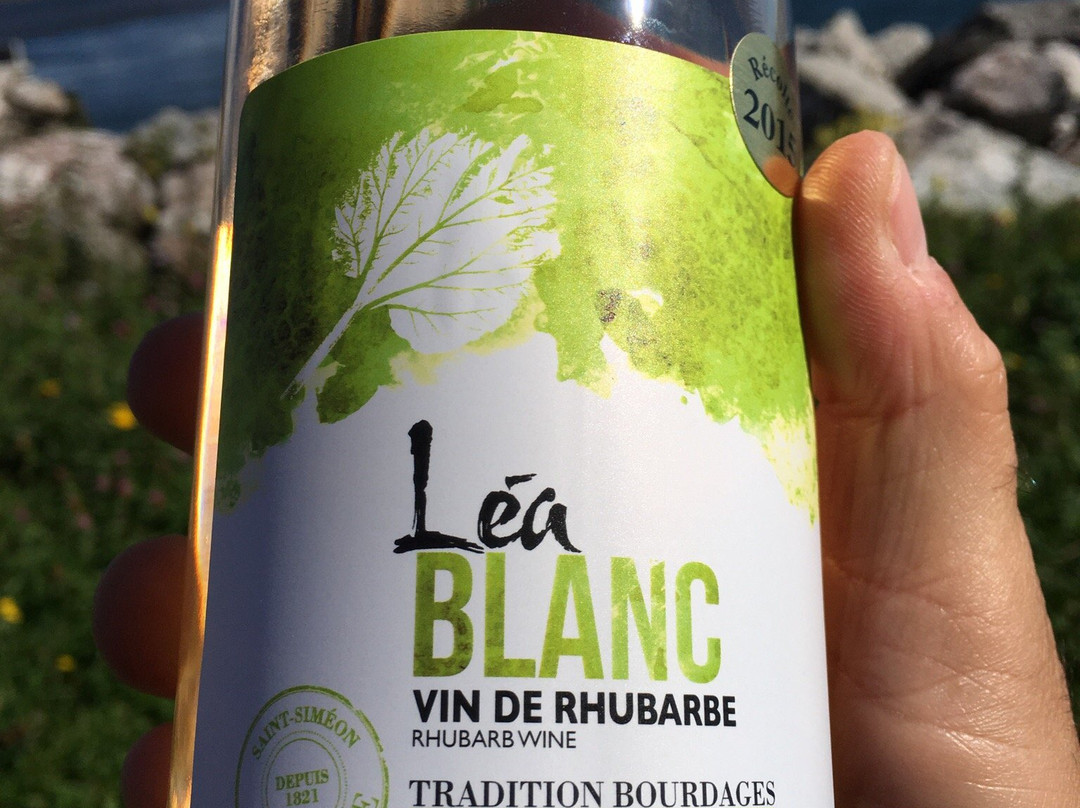 Récolte
2015
Léa
BLANC
VIN DE RHUBARBE
RHUBARB WINE
SAINT-SIMÉON
DEPUIS
1821
TRADITION BOURDAGES